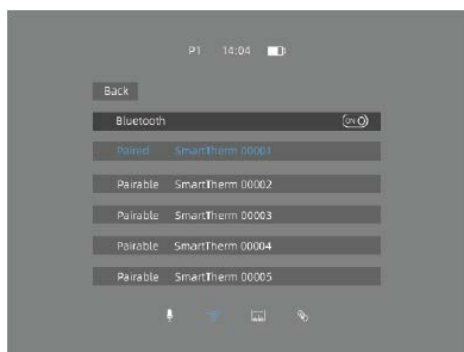 P1 14:04
Back
Bluetooth ON
Paired SmartTherm 00001
Pairable SmartTherm 00002
Pairable SmartTherm 00003
Pairable SmartTherm 00004
Pairable SmartTherm 00005